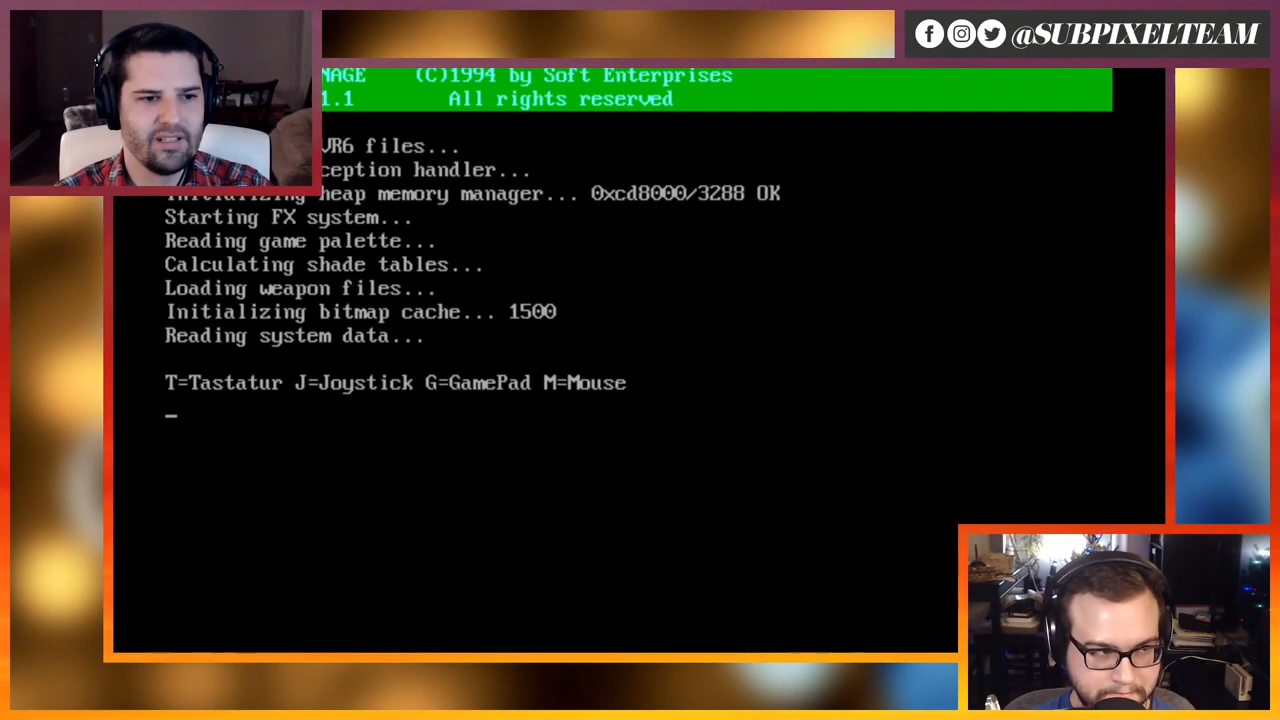 @SUBPIXELTEAM
NAGE (C)1994 by Soft Enterprises
1.1 All rights reserved
VR6 files...
ception handler...
Initializing heap memory manager... 0xcd8000/3288 OK
Starting FX system...
Reading game palette...
Calculating shade tables...
Loading weapon files...
Initializing bitmap cache... 1500
Reading system data...
T=Tastatur J=Joystick G=GamePad M=Mouse
_